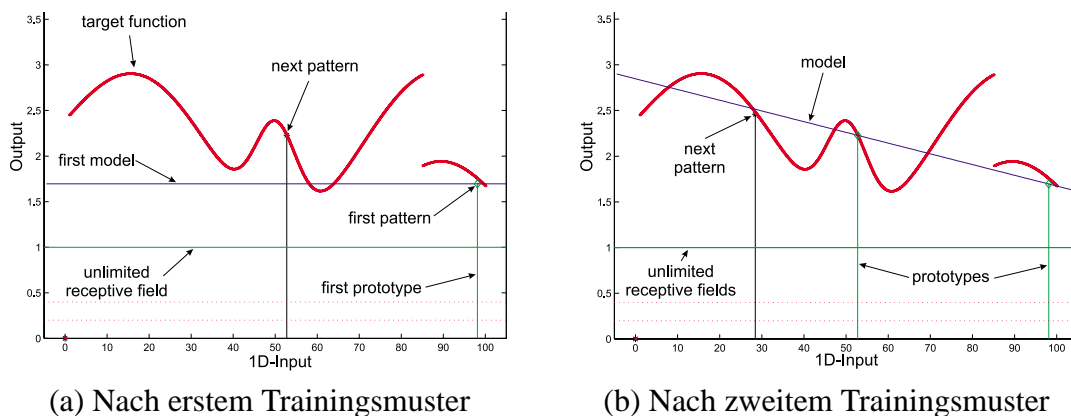 3.5
3
2.5
2
1.5
1
0.5
0
Output
target function
next pattern
first model
first pattern
unlimited
receptive field
first prototype
0 10 20 30 40 50 60 70 80 90 100
1D-Input
(a) Nach erstem Trainingsmuster
3.5
3
2.5
2
1.5
1
0.5
0
Output
model
next
pattern
unlimited
receptive fields
prototypes
0 10 20 30 40 50 60 70 80 90 100
1D-Input
(b) Nach zweitem Trainingsmuster